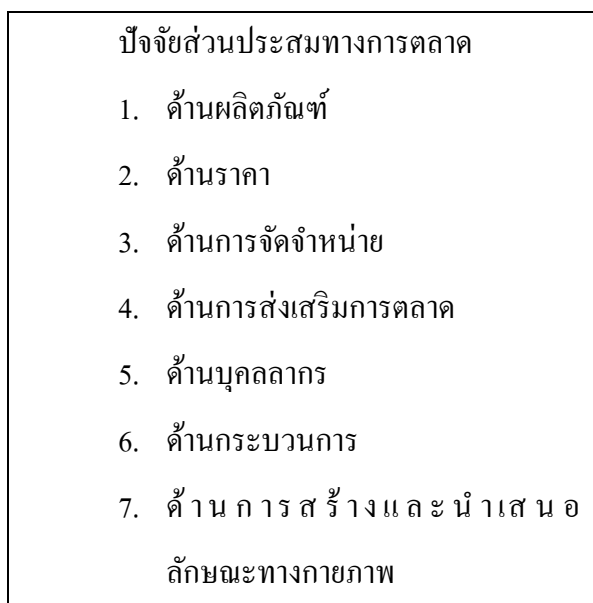 ปัจจัยส่วนประสมทางการตลาด
1. ด้านผลิตภัณฑ์
2. ด้านราคา
3. ด้านการจัดจำหน่าย
4. ด้านการส่งเสริมการตลาด
5. ด้านบุคลลากร
6. ด้านกระบวนการ
7. ด้านการสร้างและนำเสนอ
ลักษณะทางกายภาพ